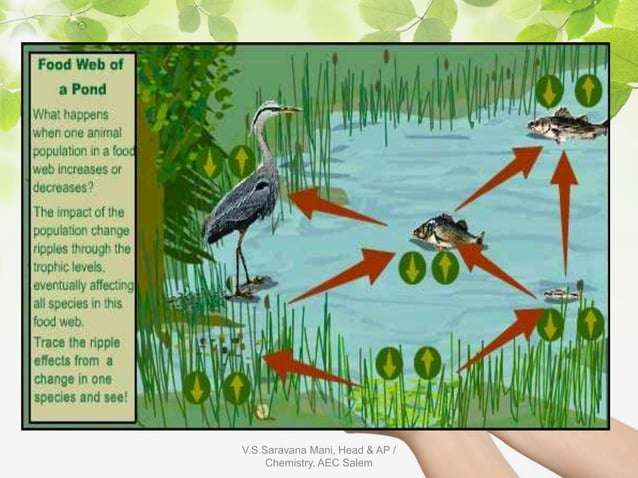 Food Web of
a Pond
What happens
when one animal
population in a food
web increases or
decreases?
The impact of the
population change
ripples through the
trophic levels,
eventually affecting
all species in this
food web.
Trace the ripple
effects from a
change in one
species and see!
V.S.Saravana Mani, Head & AP /
Chemistry, AEC Salem